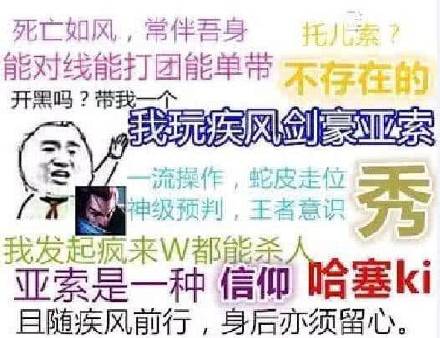 死亡如风，常伴吾身
托儿索？
能对线能打团能单带
不存在的
开黑吗？带我一个
我玩疾风剑豪亚索
一流操作，蛇皮走位
神级预判，王者意识
秀
我发起疯来W都能杀人
亚索是一种 信仰 哈塞ki
且随疾风前行，身后亦须留心。